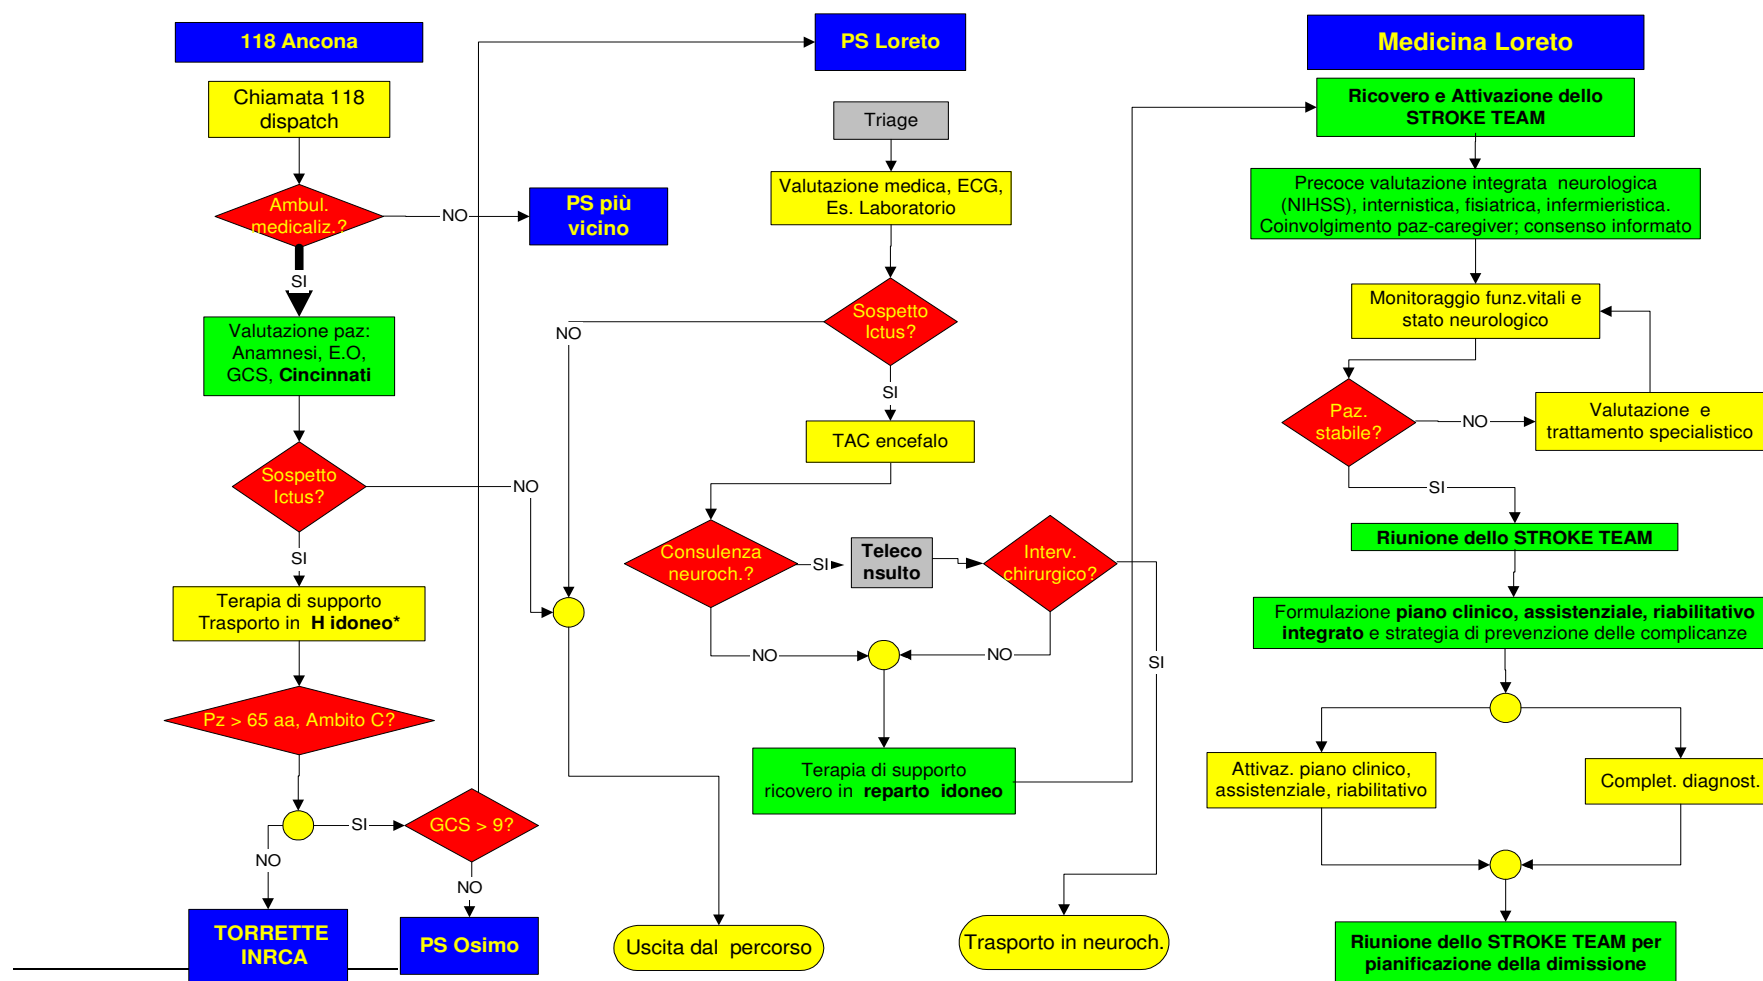 118 Ancona
Chiamata 118
dispatch
Ambul.
medicaliz.?
NO
PS più
vicino
SI
Valutazione paz:
Anamnesi, E.O,
GCS, Cincinnati
Sospetto
Ictus?
NO
SI
Terapia di supporto
Trasporto in H idoneo*
Pz > 65 aa, Ambito C?
SI
GCS > 9?
NO
NO
TORRETTE
INRCA
PS Osimo
PS Loreto
Triage
Valutazione medica, ECG,
Es. Laboratorio
Sospetto
Ictus?
NO
SI
TAC encefalo
Consulenza
neuroch.?
SI
Teleco
nsulto
Interv.
chirurgico?
NO
NO
SI
Terapia di supporto
ricovero in reparto idoneo
Uscita dal percorso
Trasporto in neuroch.
Medicina Loreto
Ricovero e Attivazione dello
STROKE TEAM
Precoce valutazione integrata neurologica
(NIHSS), internistica, fisiatrica, infermieristica.
Coinvolgimento paz-caregiver; consenso informato
Monitoraggio funz.vitali e
stato neurologico
Paz.
stabile?
NO
Valutazione e
trattamento specialistico
SI
Riunione dello STROKE TEAM
Formulazione piano clinico, assistenziale, riabilitativo
integrato e strategia di prevenzione delle complicanze
Attivaz. piano clinico,
assistenziale, riabilitativo
Complet. diagnost.
Riunione dello STROKE TEAM per
pianificazione della dimissione